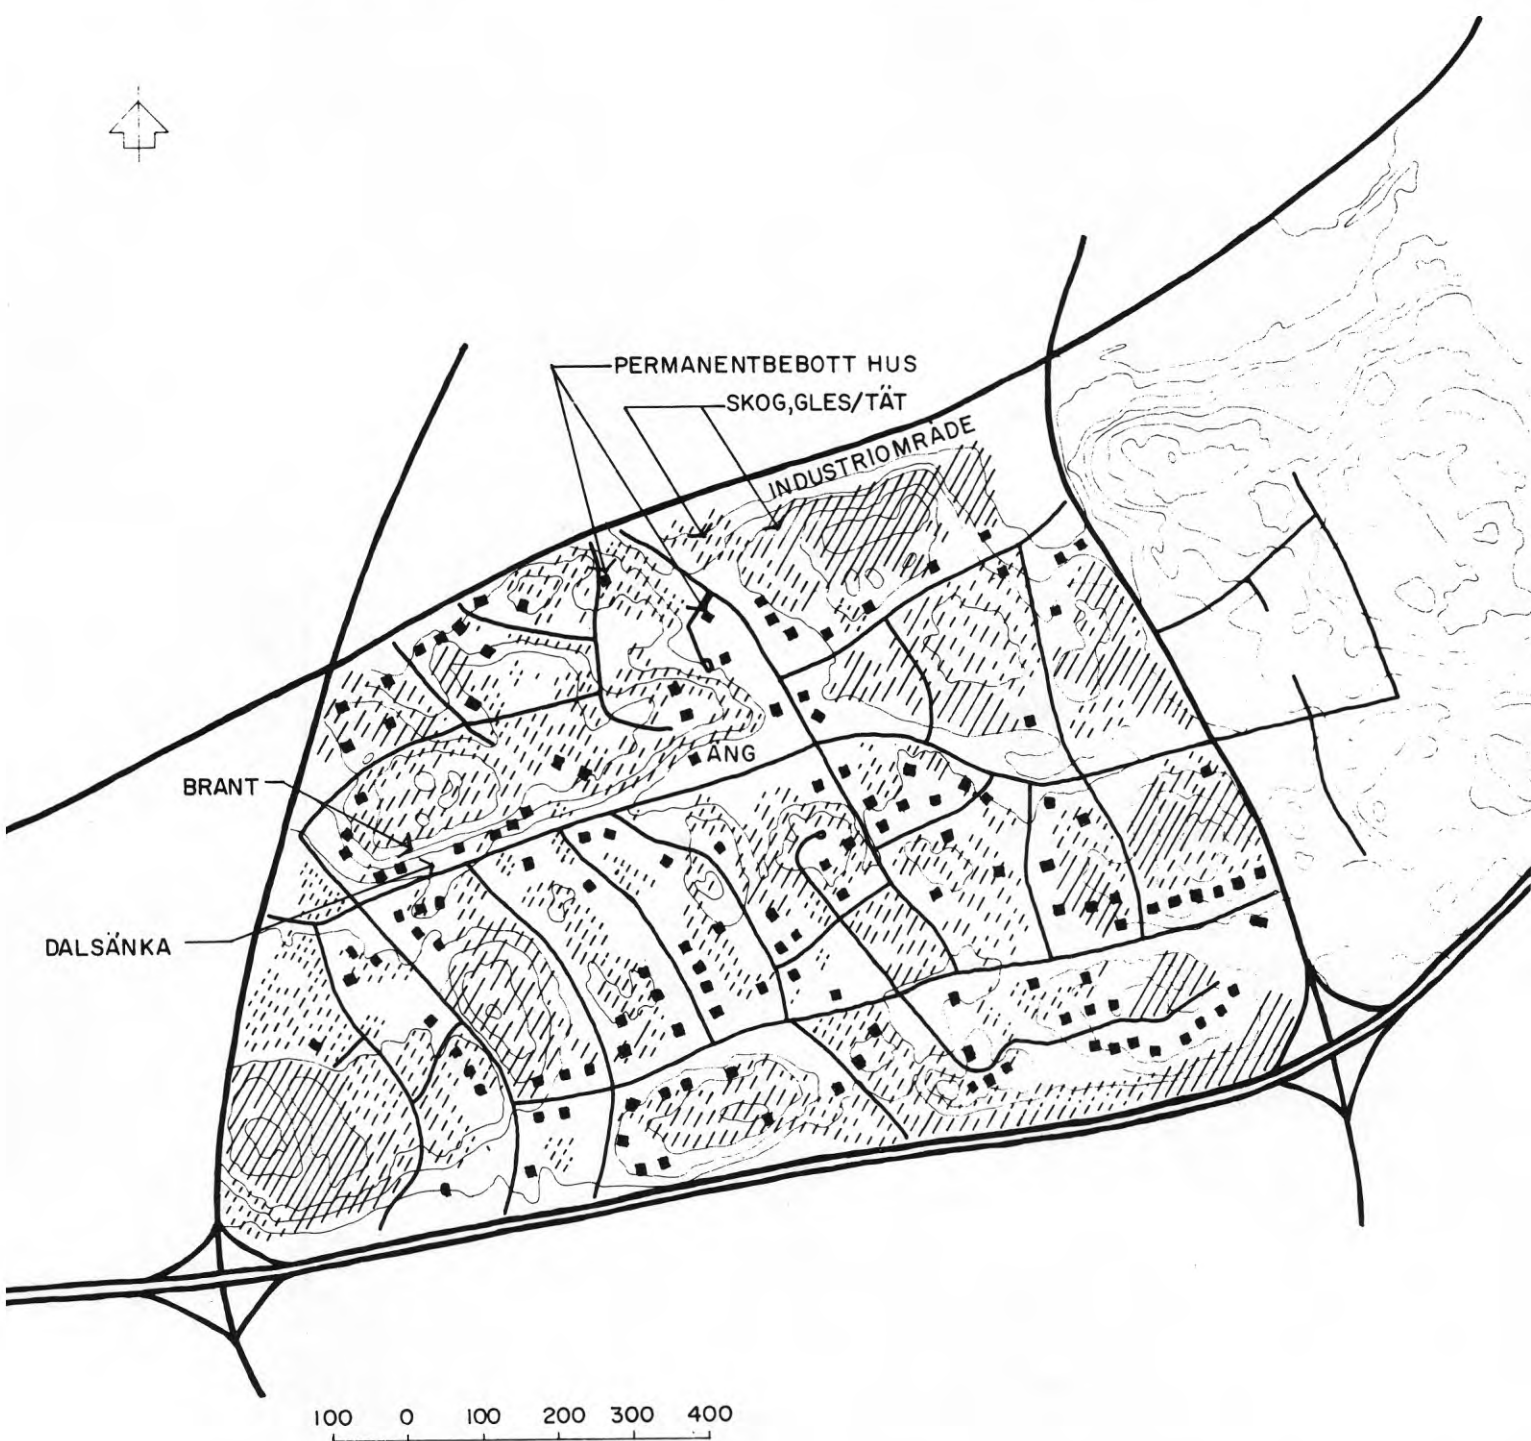 PERMANENTBEBOTT HUS
SKOG,GLES/TÄT
INDUSTRIOMRÅDE
ÄNG
BRANT
DALSÄNKA
100 0 100 200 300 400